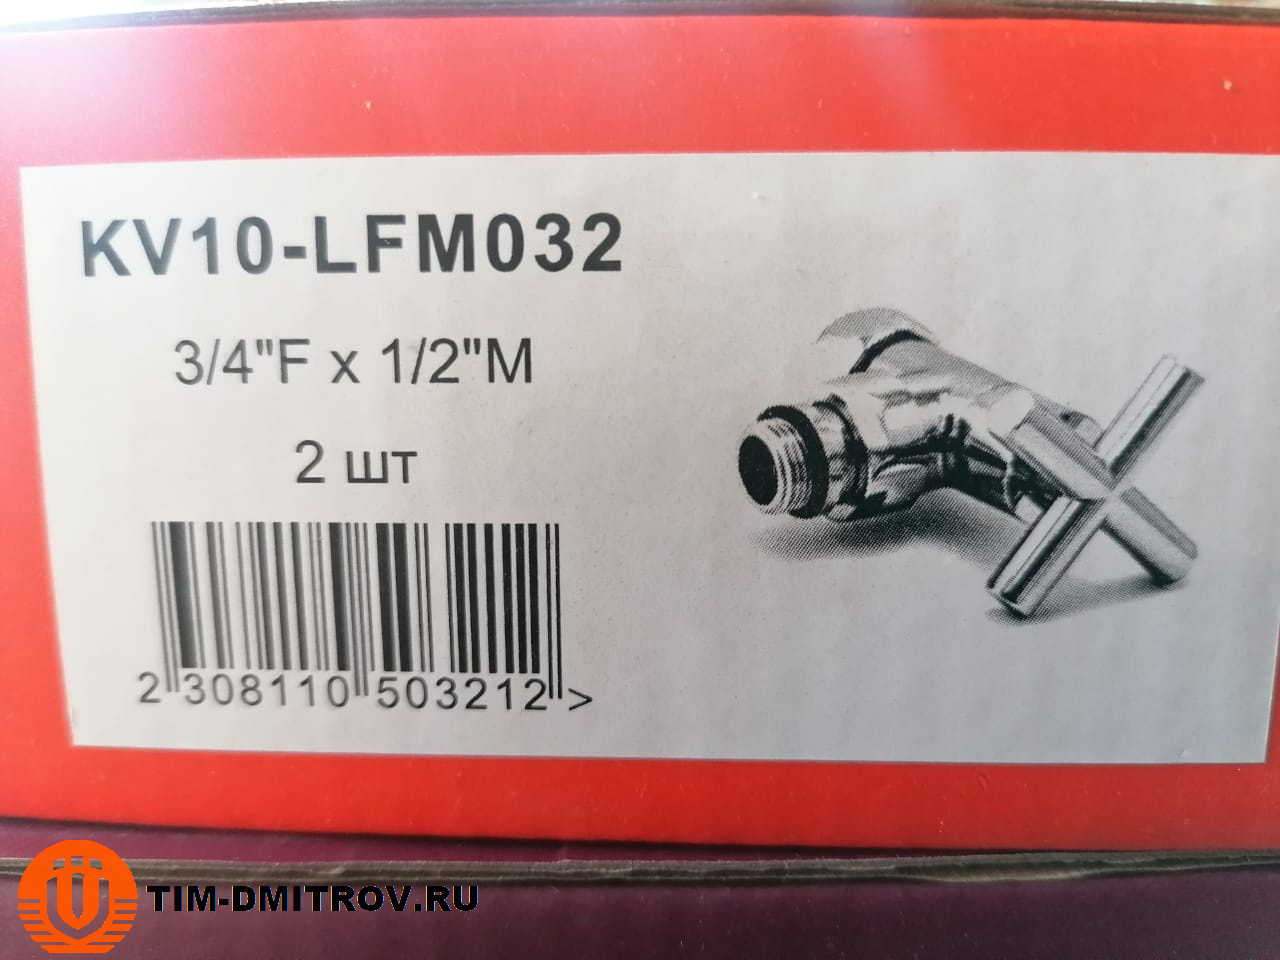 KV10-LFM032
3/4"F x 1/2"M
2 шт
2 308110 503212 >
TIM-DMITROV.RU